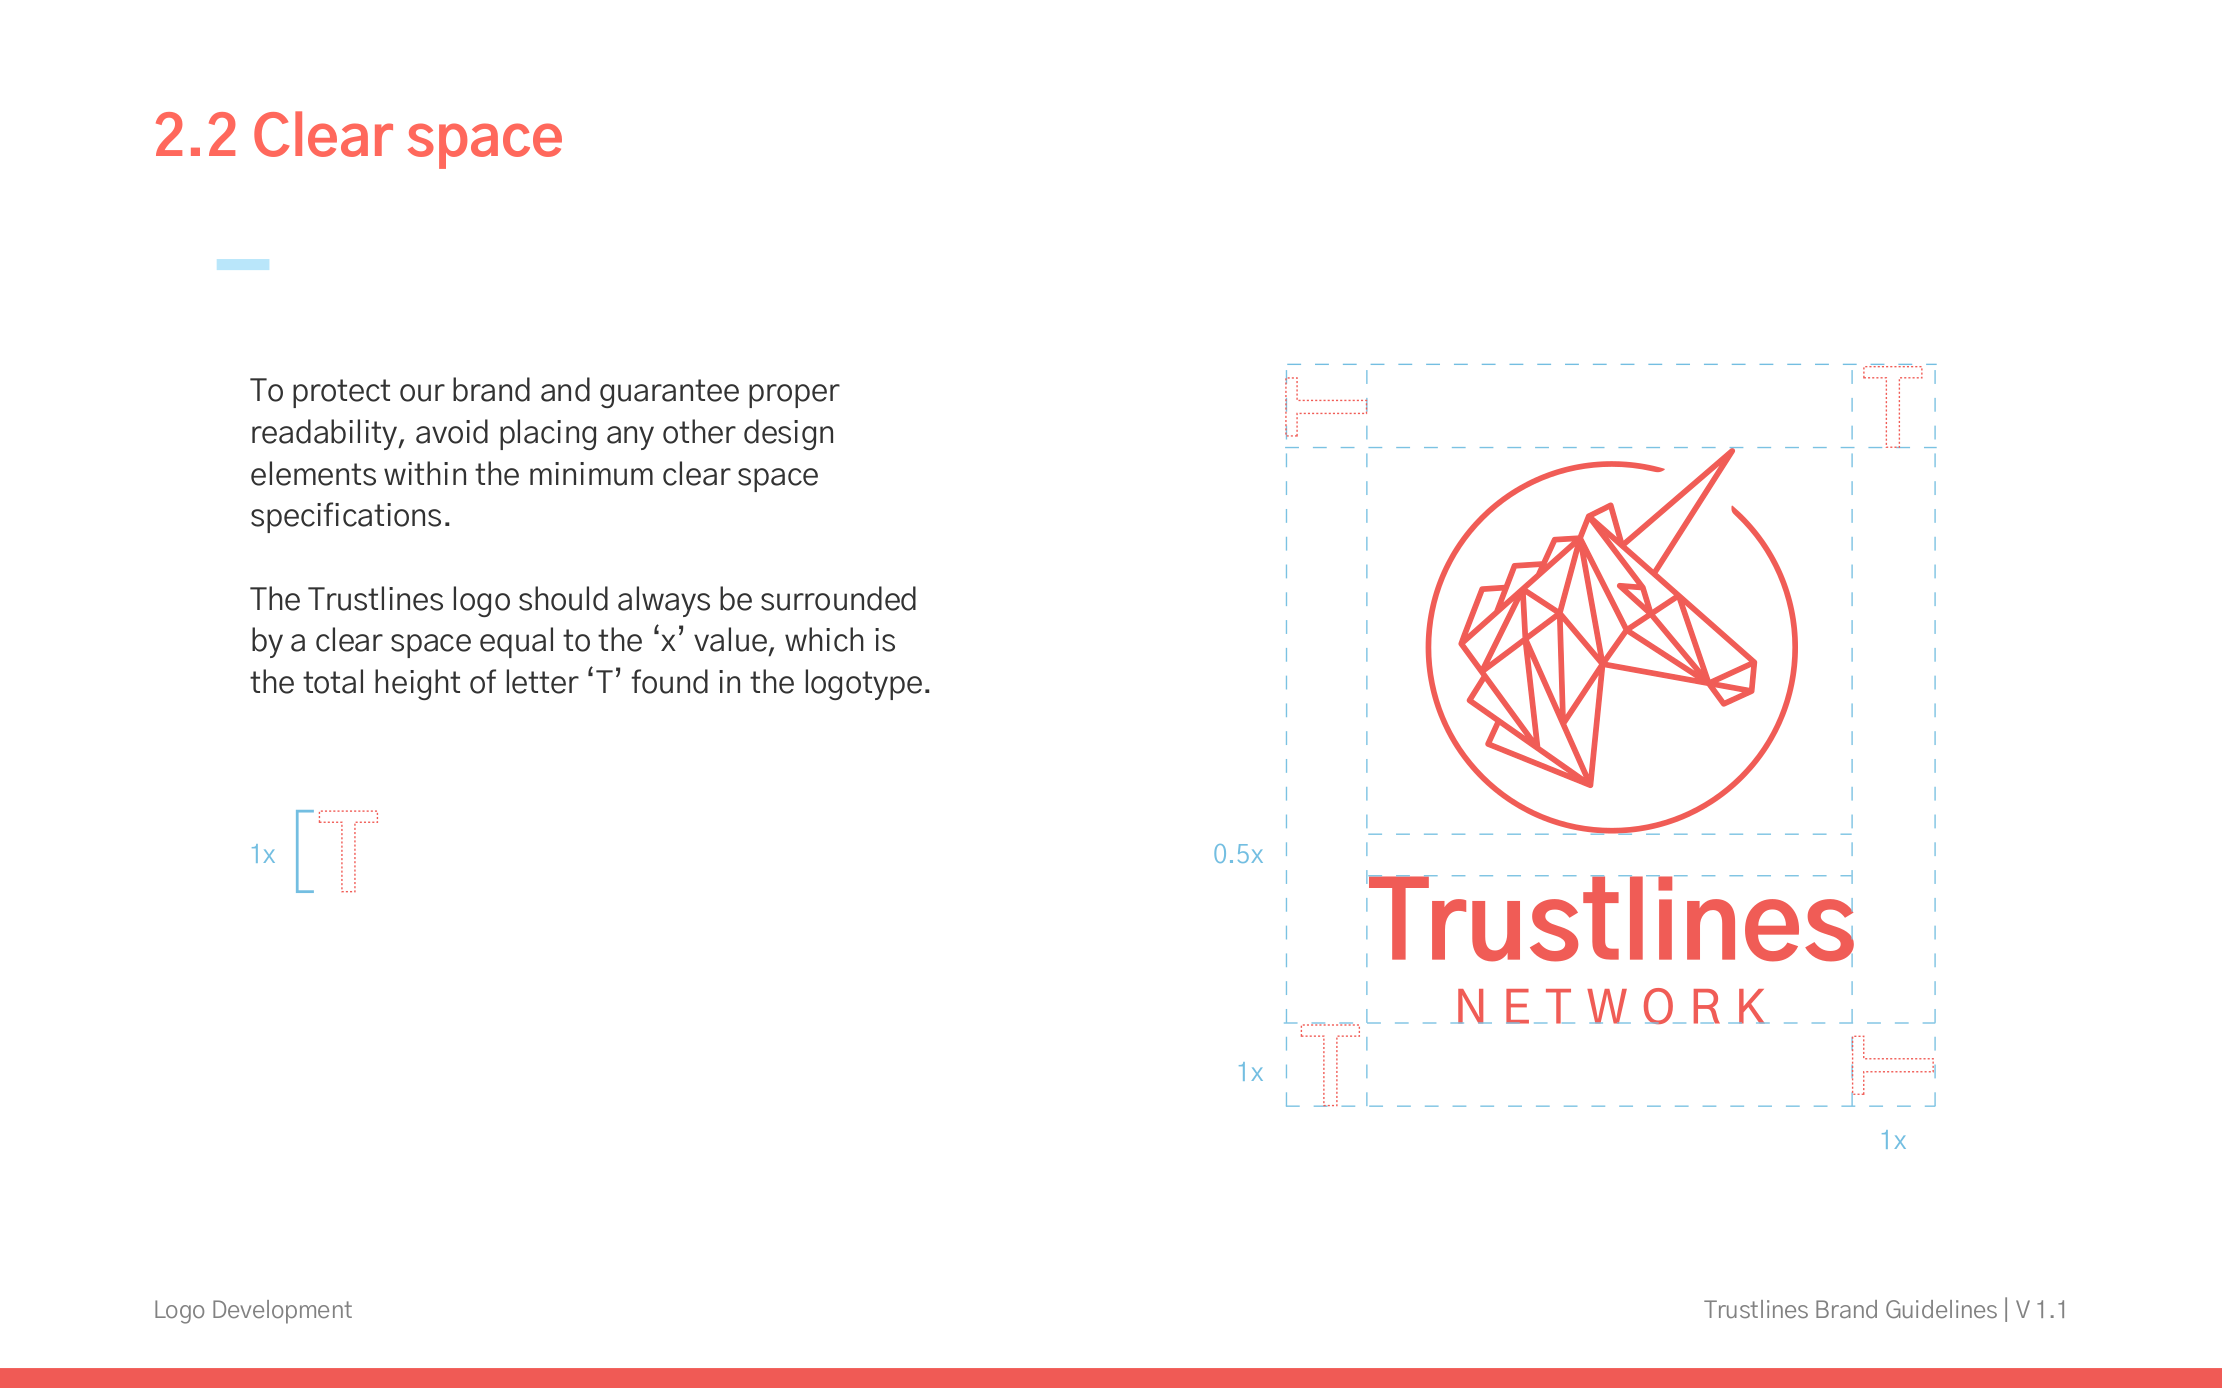 2.2 Clear space
To protect our brand and guarantee proper
readability, avoid placing any other design
elements within the minimum clear space
specifications.
The Trustlines logo should always be surrounded
by a clear space equal to the ‘x’ value, which is
the total height of letter ‘T’ found in the logotype.
1x
T
T
T
0.5x
Trustlines
NETWORK
T
T
1x
1x
Logo Development
Trustlines Brand Guidelines | V 1.1